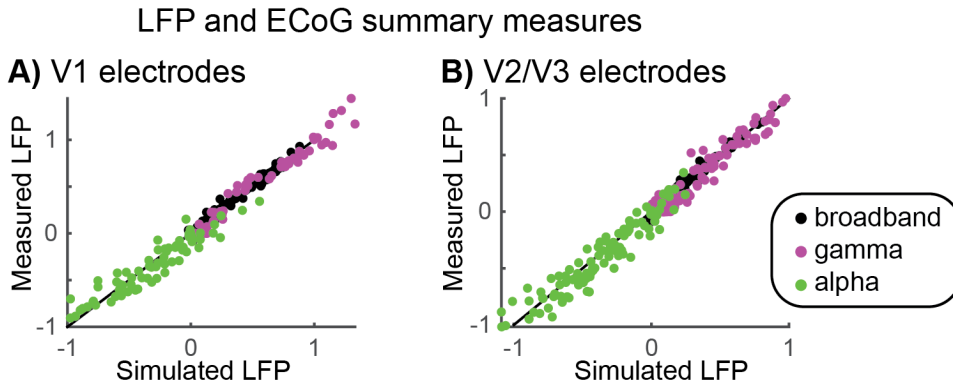 LFP and ECoG summary measures
A) V1 electrodes
Measured LFP
1
0
-1
-1
0
1
Simulated LFP
B) V2/V3 electrodes
Measured LFP
1
0
-1
-1
0
1
Simulated LFP
broadband
gamma
alpha